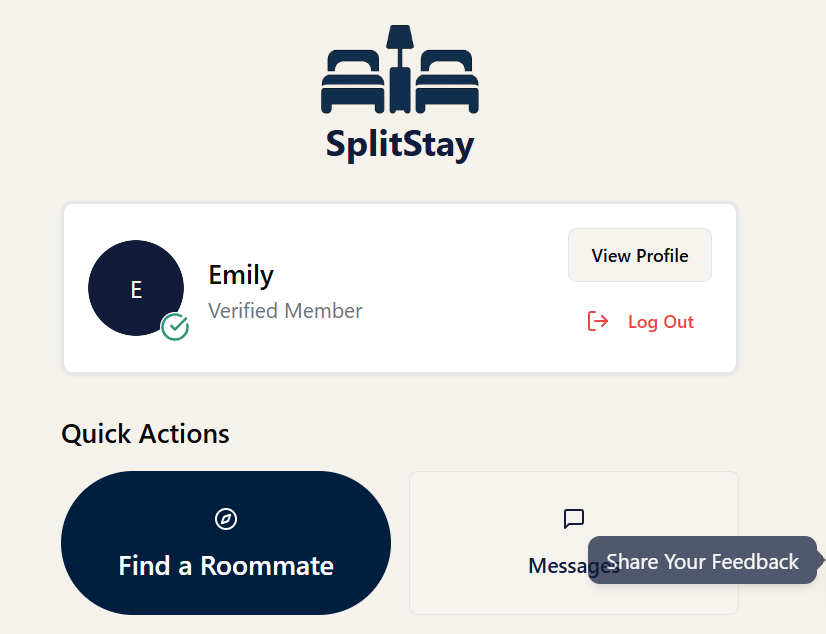 SplitStay
E
Emily
Verified Member
View Profile
Log Out
Quick Actions
Find a Roommate
Messages
Share Your Feedback